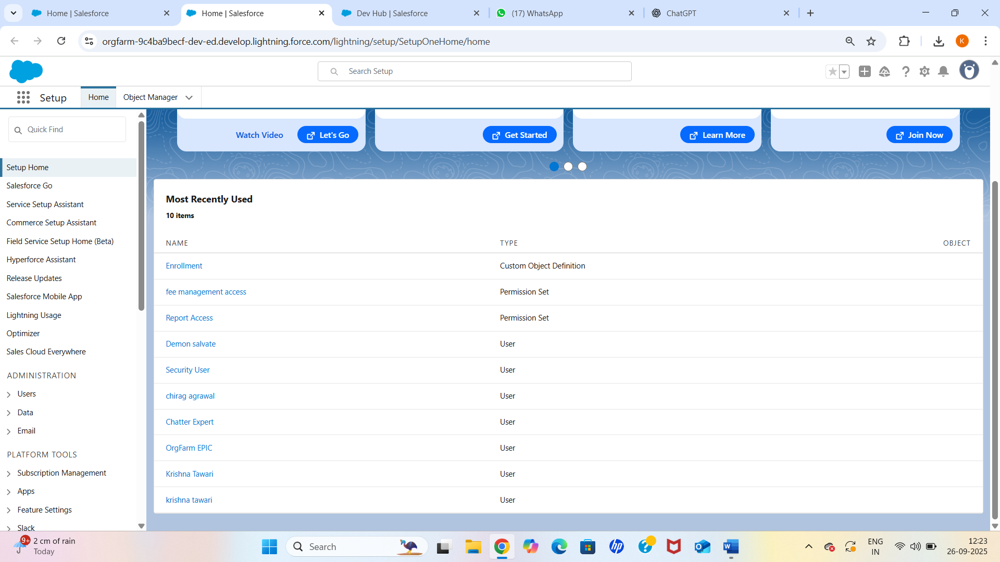 Home | Salesforce
Home | Salesforce
Dev Hub | Salesforce
(17) WhatsApp
ChatGPT
orgfarm-9c4ba9becf-dev-ed.develop.lightning.force.com/lightning/setup/SetupOneHome/home
K
Search Setup
Setup
Home
Object Manager
Quick Find
Setup Home
Salesforce Go
Service Setup Assistant
Commerce Setup Assistant
Field Service Setup Home (Beta)
Hyperforce Assistant
Release Updates
Salesforce Mobile App
Lightning Usage
Optimizer
Sales Cloud Everywhere
ADMINISTRATION
Users
Data
Email
PLATFORM TOOLS
Subscription Management
Apps
Feature Settings
Slack
Watch Video
Let's Go
Get Started
Learn More
Join Now
Most Recently Used
10 items
NAME TYPE OBJECT
Enrollment Custom Object Definition
fee management access Permission Set
Report Access Permission Set
Demon salvate User
Security User User
chirag agrawal User
Chatter Expert User
OrgFarm EPIC User
Krishna Tawari User
krishna tawari User
9+
2 cm of rain
Today
Search
hp
ENG
IN
12:23
26-09-2025